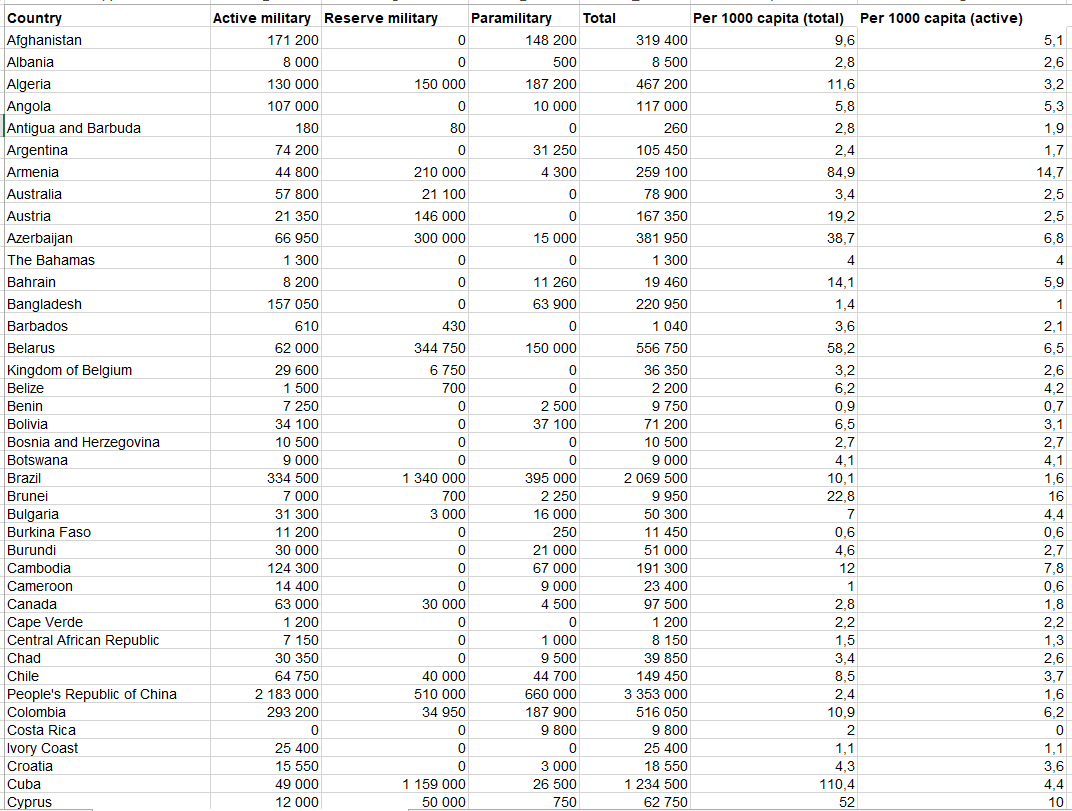 Country Active military Reserve military Paramilitary Total Per 1000 capita (total) Per 1000 capita (active)
Afghanistan 171 200 0 148 200 319 400 9,6 5,1
Albania 8 000 0 500 8 500 2,8 2,6
Algeria 130 000 150 000 187 200 467 200 11,6 3,2
Angola 107 000 0 10 000 117 000 5,8 5,3
Antigua and Barbuda 180 80 0 260 2,8 1,9
Argentina 74 200 0 31 250 105 450 2,4 1,7
Armenia 44 800 210 000 4 300 259 100 84,9 14,7
Australia 57 800 21 100 0 78 900 3,4 2,5
Austria 21 350 146 000 0 167 350 19,2 2,5
Azerbaijan 66 950 300 000 15 000 381 950 38,7 6,8
The Bahamas 1 300 0 0 1 300 4 4
Bahrain 8 200 0 11 260 19 460 14,1 5,9
Bangladesh 157 050 0 63 900 220 950 1,4 1
Barbados 610 430 0 1 040 3,6 2,1
Belarus 62 000 344 750 150 000 556 750 58,2 6,5
Kingdom of Belgium 29 600 6 750 0 36 350 3,2 2,6
Belize 1 500 700 0 2 200 6,2 4,2
Benin 7 250 0 2 500 9 750 0,9 0,7
Bolivia 34 100 0 37 100 71 200 6,5 3,1
Bosnia and Herzegovina 10 500 0 0 10 500 2,7 2,7
Botswana 9 000 0 0 9 000 4,1 4,1
Brazil 334 500 1 340 000 395 000 2 069 500 10,1 1,6
Brunei 7 000 700 2 250 9 950 22,8 16
Bulgaria 31 300 3 000 16 000 50 300 7 4,4
Burkina Faso 11 200 0 250 11 450 0,6 0,6
Burundi 30 000 0 21 000 51 000 4,6 2,7
Cambodia 124 300 0 67 000 191 300 12 7,8
Cameroon 14 400 0 9 000 23 400 1 0,6
Canada 63 000 30 000 4 500 97 500 2,8 1,8
Cape Verde 1 200 0 0 1 200 2,2 2,2
Central African Republic 7 150 0 1 000 8 150 1,5 1,3
Chad 30 350 0 9 500 39 850 3,4 2,6
Chile 64 750 40 000 44 700 149 450 8,5 3,7
People's Republic of China 2 183 000 510 000 660 000 3 353 000 2,4 1,6
Colombia 293 200 34 950 187 900 516 050 10,9 6,2
Costa Rica 0 0 9 800 9 800 2 0
Ivory Coast 25 400 0 0 25 400 1,1 1,1
Croatia 15 550 0 3 000 18 550 4,3 3,6
Cuba 49 000 1 159 000 26 500 1 234 500 110,4 4,4
Cyprus 12 000 50 000 750 62 750 52 10